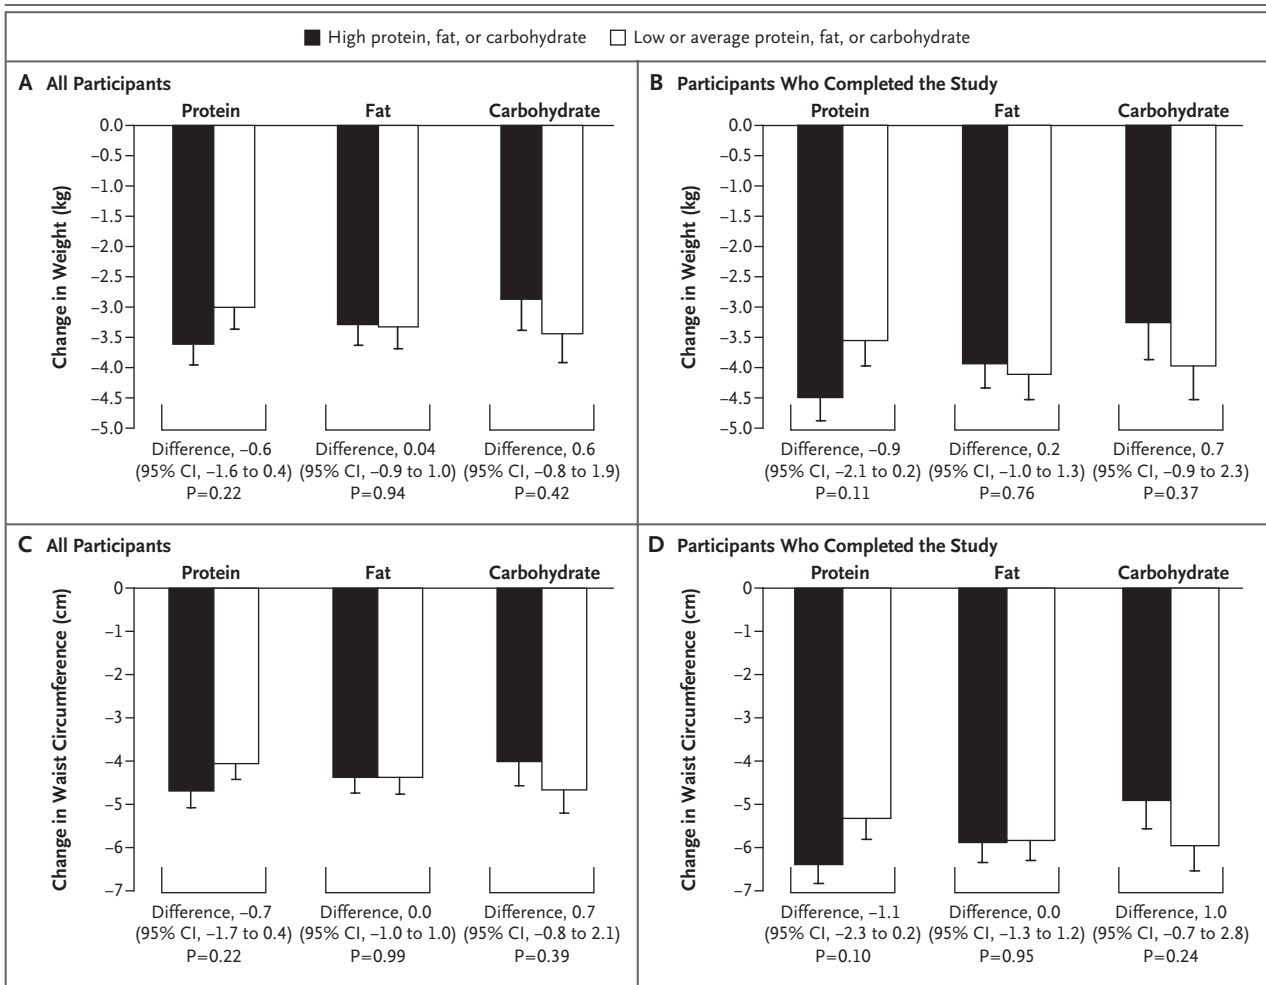 High protein, fat, or carbohydrate Low or average protein, fat, or carbohydrate
A All Participants
Protein Fat Carbohydrate
Change in Weight (kg)
0.0
–0.5
–1.0
–1.5
–2.0
–2.5
–3.0
–3.5
–4.0
–4.5
–5.0
Difference, –0.6 Difference, 0.04 Difference, 0.6
(95% CI, –1.6 to 0.4) (95% CI, –0.9 to 1.0) (95% CI, –0.8 to 1.9)
P=0.22 P=0.94 P=0.42
B Participants Who Completed the Study
Protein Fat Carbohydrate
Change in Weight (kg)
0.0
–0.5
–1.0
–1.5
–2.0
–2.5
–3.0
–3.5
–4.0
–4.5
–5.0
Difference, –0.9 Difference, 0.2 Difference, 0.7
(95% CI, –2.1 to 0.2) (95% CI, –1.0 to 1.3) (95% CI, –0.9 to 2.3)
P=0.11 P=0.76 P=0.37
C All Participants
Protein Fat Carbohydrate
Change in Waist Circumference (cm)
0
–1
–2
–3
–4
–5
–6
–7
Difference, –0.7 Difference, 0.0 Difference, 0.7
(95% CI, –1.7 to 0.4) (95% CI, –1.0 to 1.0) (95% CI, –0.8 to 2.1)
P=0.22 P=0.99 P=0.39
D Participants Who Completed the Study
Protein Fat Carbohydrate
Change in Waist Circumference (cm)
0
–1
–2
–3
–4
–5
–6
–7
Difference, –1.1 Difference, 0.0 Difference, 1.0
(95% CI, –2.3 to 0.2) (95% CI, –1.3 to 1.2) (95% CI, –0.7 to 2.8)
P=0.10 P=0.95 P=0.24